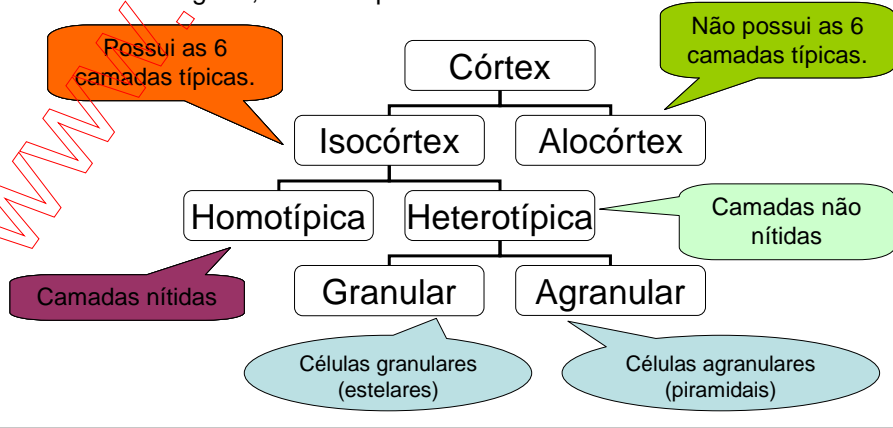 Possui as 6
camadas típicas.
Não possui as 6
camadas típicas.
Córtex
Isocórtex
Alocórtex
Homotípica
Heterotípica
Camadas não
nítidas
Camadas nítidas
Granular
Agranular
Células granulares
(estelares)
Células agranulares
(piramidais)
www.